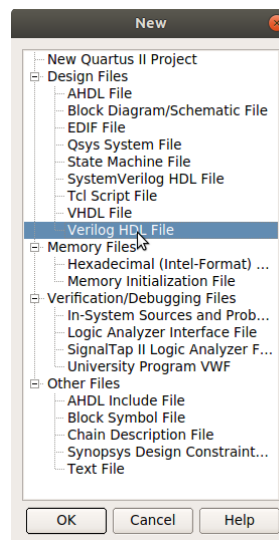 New
New Quartus II Project
Design Files
AHDL File
Block Diagram/Schematic File
EDIF File
Qsys System File
State Machine File
SystemVerilog HDL File
Tcl Script File
VHDL File
Verilog HDL File
Memory Files
Hexadecimal (Intel-Format) ...
Memory Initialization File
Verification/Debugging Files
In-System Sources and Prob...
Logic Analyzer Interface File
SignalTap II Logic Analyzer F...
University Program VWF
Other Files
AHDL Include File
Block Symbol File
Chain Description File
Synopsys Design Constraint...
Text File
OK Cancel Help